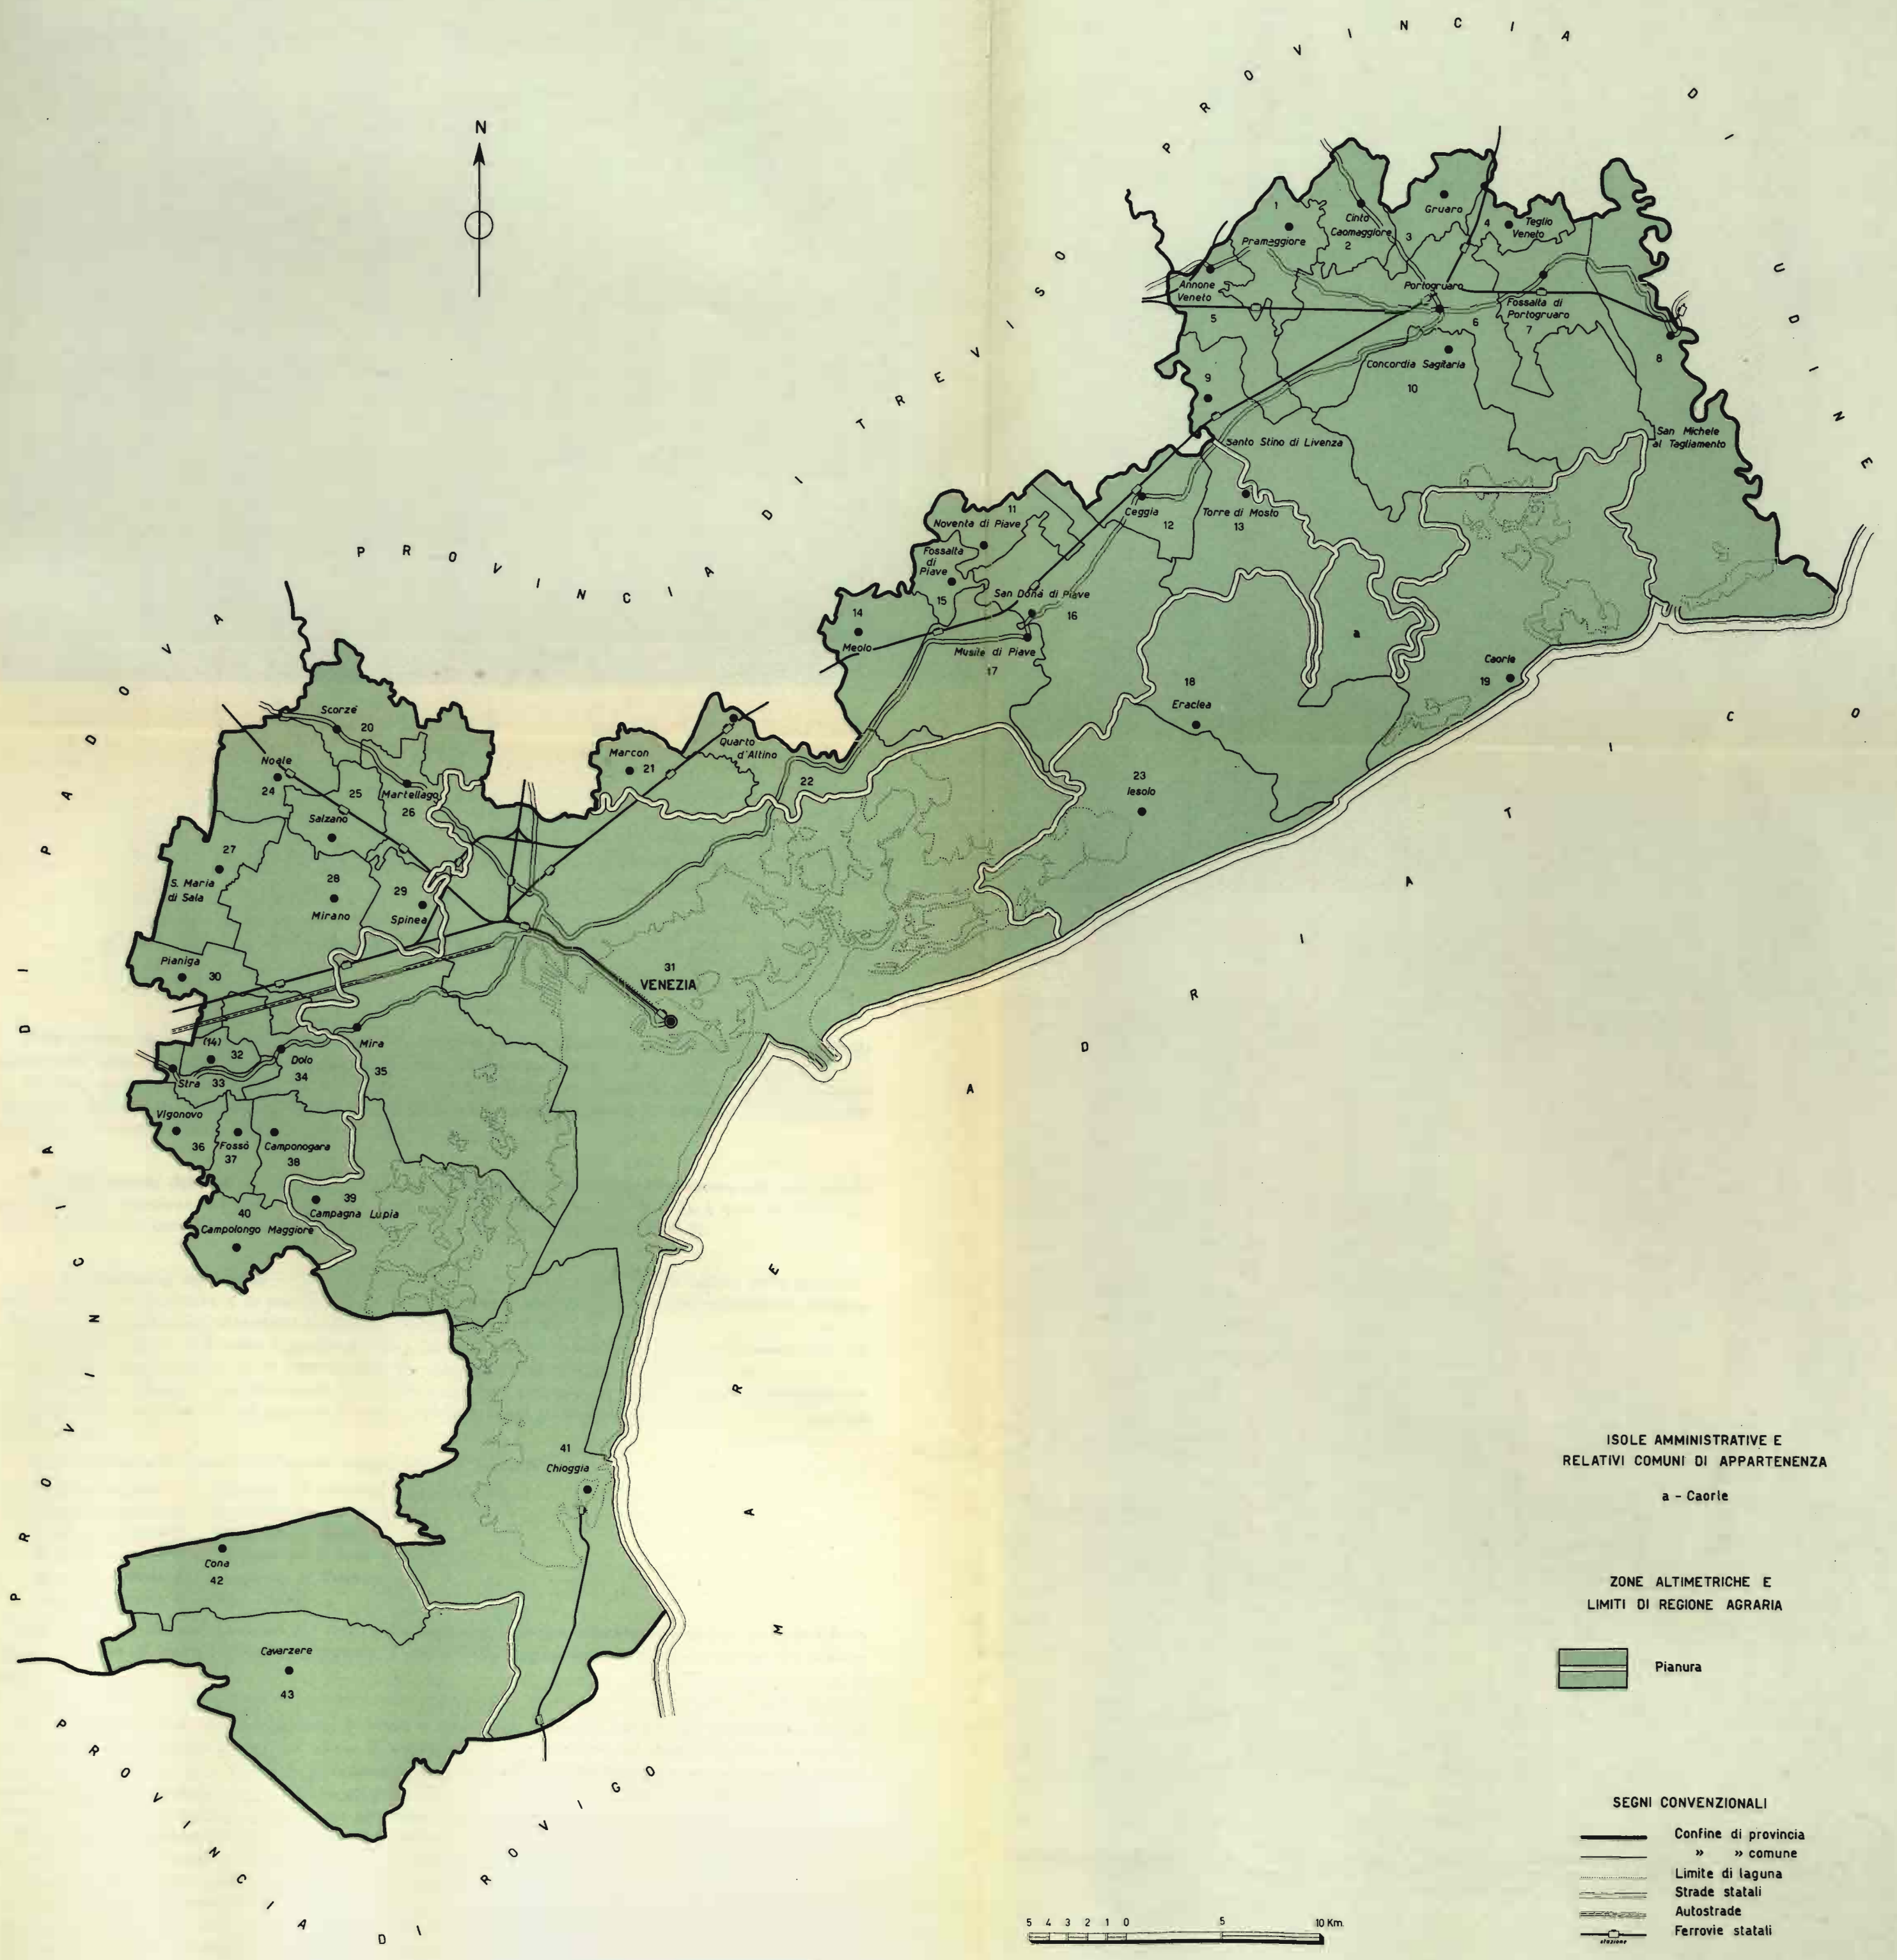 PROVINCIA DI UDINE
PROVINCIA DI TREVISO
PROVINCIA DI PADOVA
PROVINCIA DI ROVIGO
MARE ADRIATICO
N
1
Pramaggiore
Cinto
Caomaggiore
2
Gruaro
3
4
Teglio
Veneto
Annone
Veneto
5
Portogruaro
6
Fossalta di
Portogruaro
7
8
San Michele
al Tagliamento
9
Santo Stino di Livenza
Concordia Sagitaria
10
11
Noventa di Piave
Ceggia
12
Torre di Mosto
13
14
Meolo
Fossalta
di
Piave
15
San Donà di Piave
16
Musile di Piave
17
a
18
Eraclea
Caorle
19
Scorzè
20
Marcon
21
Quarto
d'Altino
22
23
Iesolo
Noale
24
25
Salzano
Martellago
26
27
S. Maria
di Sala
28
Mirano
29
Spinea
Pianiga
30
31
VENEZIA
(14)
32
Stra 33
Dolo
34
Mira
35
Vigonovo
36
Fossò
37
Camponogara
38
39
Campagna Lupia
40
Campolongo Maggiore
41
Chioggia
Cona
42
Cavarzere
43
ISOLE AMMINISTRATIVE E
RELATIVI COMUNI DI APPARTENENZA
a - Caorle
ZONE ALTIMETRICHE E
LIMITI DI REGIONE AGRARIA
Pianura
SEGNI CONVENZIONALI
Confine di provincia
» » comune
Limite di laguna
Strade statali
Autostrade
Ferrovie statali
stazione
5 4 3 2 1 0 5 10 Km.